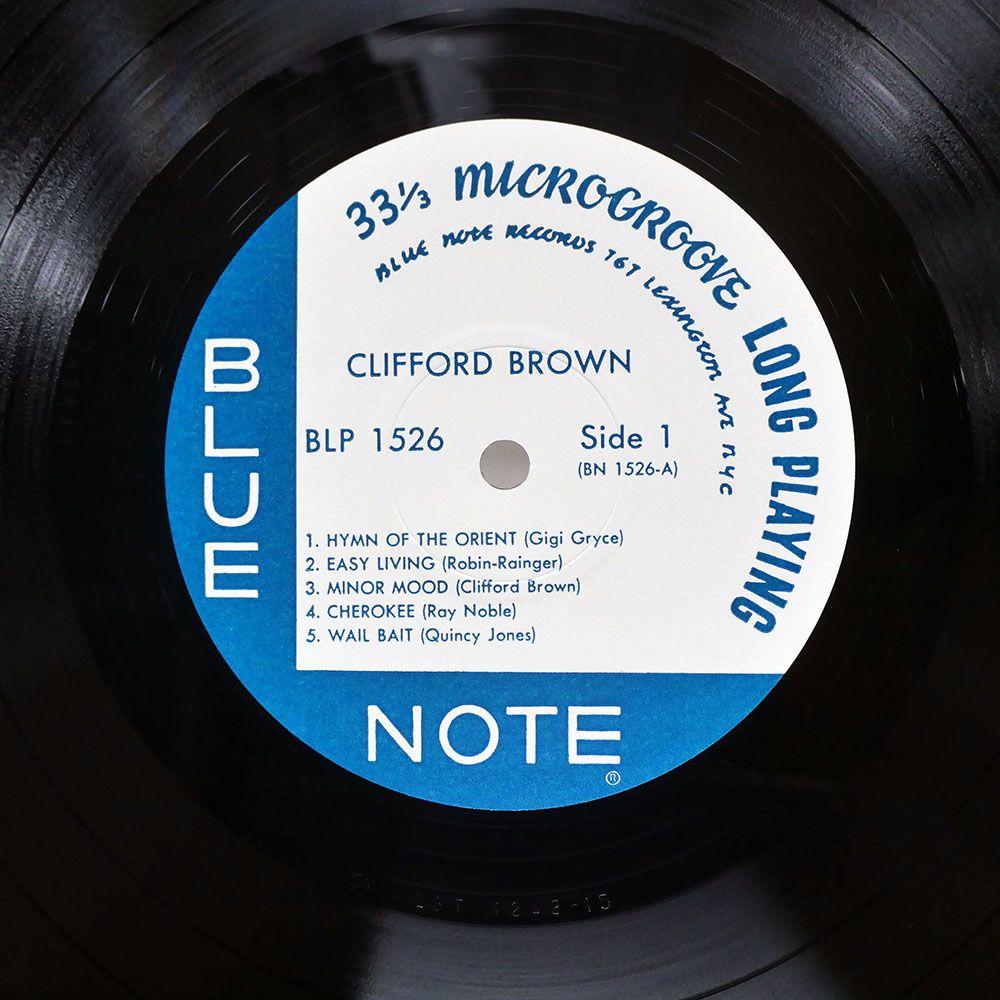 33⅓ MICROGROOVE LONG PLAYING
BLUE NOTE RECORDS 767 LEXINGTON AVE NYC
CLIFFORD BROWN
BLP 1526
Side 1
(BN 1526-A)
1. HYMN OF THE ORIENT (Gigi Gryce)
2. EASY LIVING (Robin-Rainger)
3. MINOR MOOD (Clifford Brown)
4. CHEROKEE (Ray Noble)
5. WAIL BAIT (Quincy Jones)
BLUE
NOTE
®